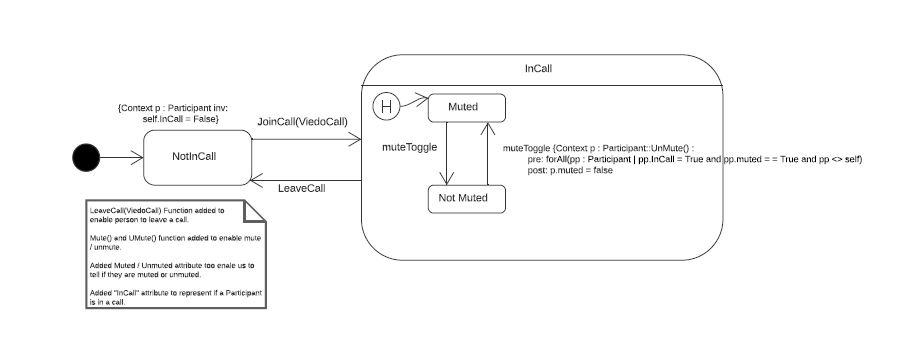 InCall
{Context p : Participant inv:
self.InCall = False}
JoinCall(ViedoCall)
H
Muted
NotInCall
muteToggle
muteToggle {Context p : Participant::UnMute() :
pre: forAll(pp : Participant | pp.InCall = True and pp.muted = = True and pp <> self)
post: p.muted = false
LeaveCall
Not Muted
LeaveCall(ViedoCall) Function added to
enable person to leave a call.
Mute() and UMute() function added to enable mute
/ unmute.
Added Muted / Unmuted attribute too enale us to
tell if they are muted or unmuted.
Added "InCall" attribute to represent if a Participant
is in a call.